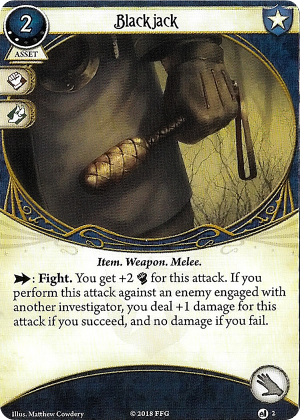 Blackjack
2
ASSET
Item. Weapon. Melee.
: Fight. You get +2 for this attack. If you
perform this attack against an enemy engaged with
another investigator, you deal +1 damage for this
attack if you succeed, and no damage if you fail.
Illus. Matthew Cowdery
© 2018 FFG
2